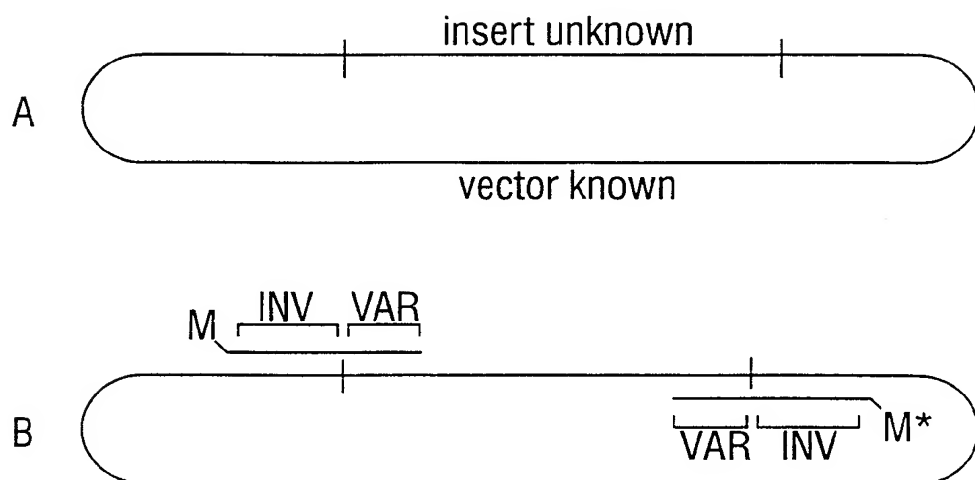 insert unknown
A
vector known
INV VAR
M
B
VAR INV M*